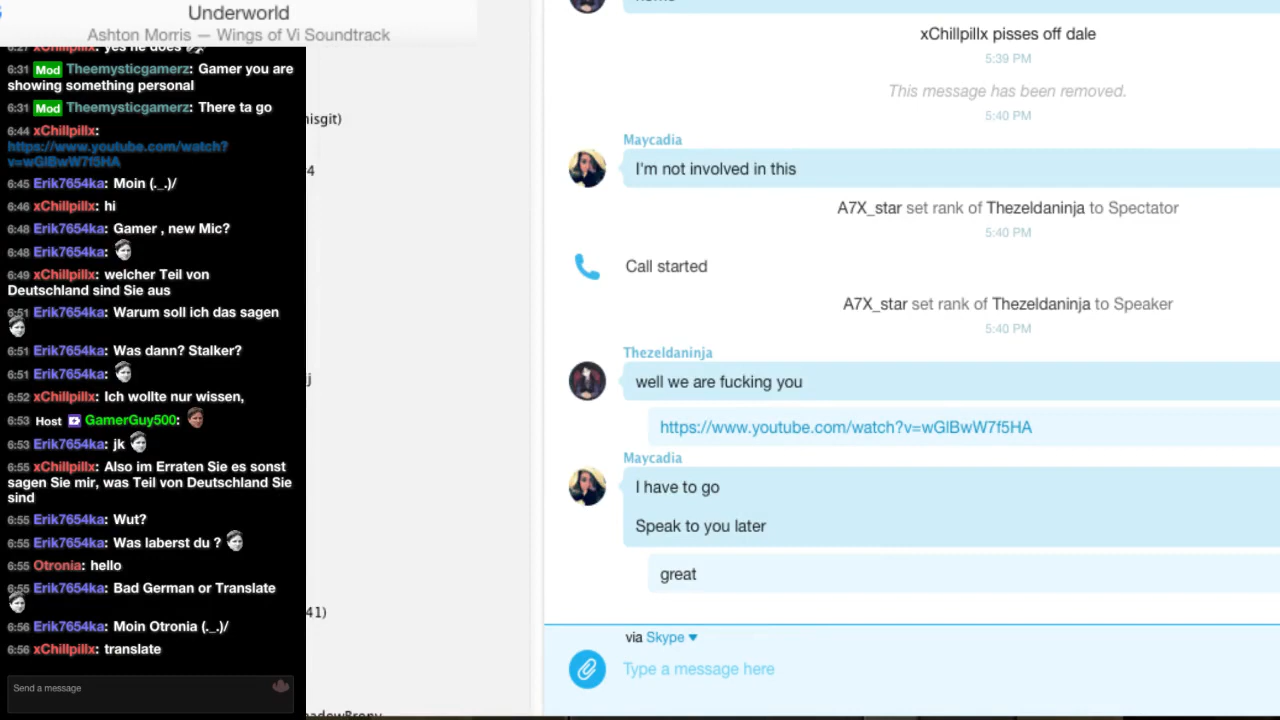 Underworld
Ashton Morris — Wings of Vi Soundtrack
6:27 xChillpillx: yes he does
6:31 Mod Theemysticgamerz: Gamer you are
showing something personal
6:31 Mod Theemysticgamerz: There ta go
6:44 xChillpillx:
https://www.youtube.com/watch?
v=wGlBwW7f5HA
6:45 Erik7654ka: Moin (._.)/
6:46 xChillpillx: hi
6:48 Erik7654ka: Gamer , new Mic?
6:48 Erik7654ka:
6:49 xChillpillx: welcher Teil von
Deutschland sind Sie aus
6:51 Erik7654ka: Warum soll ich das sagen
6:51 Erik7654ka: Was dann? Stalker?
6:51 Erik7654ka:
6:52 xChillpillx: Ich wollte nur wissen,
6:53 Host GamerGuy500:
6:53 Erik7654ka: jk
6:55 xChillpillx: Also im Erraten Sie es sonst
sagen Sie mir, was Teil von Deutschland Sie
sind
6:55 Erik7654ka: Wut?
6:55 Erik7654ka: Was laberst du ?
6:55 Otronia: hello
6:55 Erik7654ka: Bad German or Translate
6:56 Erik7654ka: Moin Otronia (._.)/
6:56 xChillpillx: translate
Send a message
nisgit)
41)
xChillpillx pisses off dale
5:39 PM
This message has been removed.
5:40 PM
Maycadia
I'm not involved in this
A7X_star set rank of Thezeldaninja to Spectator
5:40 PM
Call started
A7X_star set rank of Thezeldaninja to Speaker
5:40 PM
Thezeldaninja
well we are fucking you
https://www.youtube.com/watch?v=wGlBwW7f5HA
Maycadia
I have to go
Speak to you later
great
via Skype
Type a message here